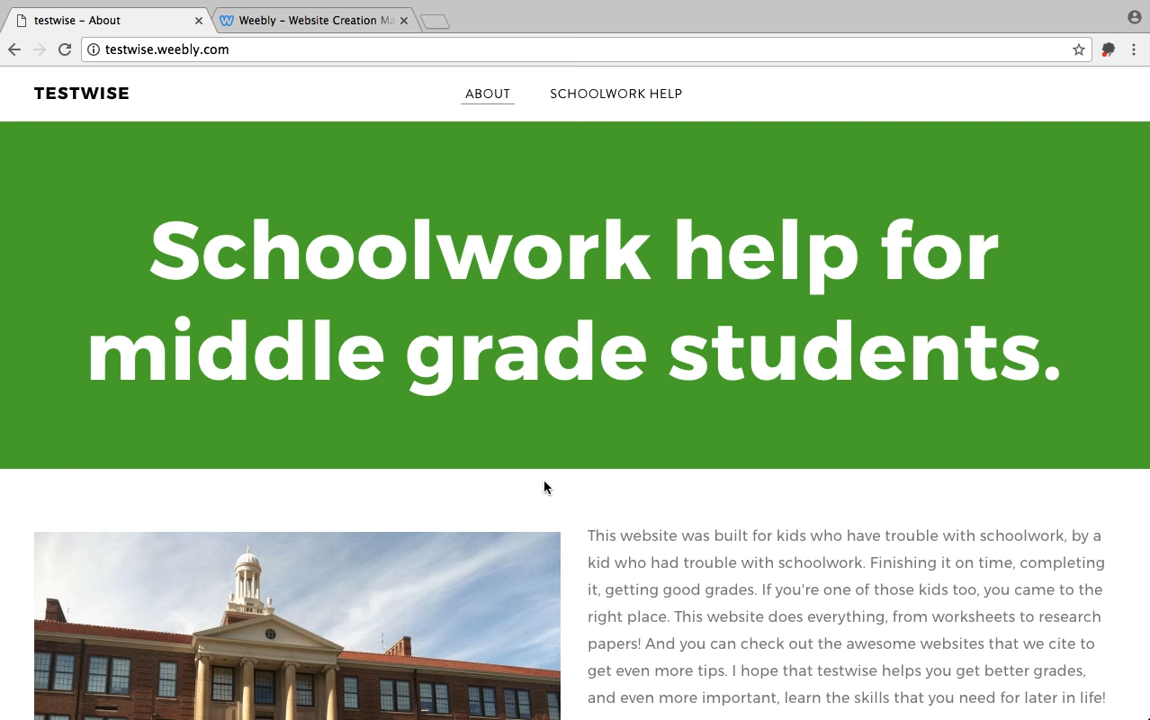 testwise – About
Weebly – Website Creation Ma
testwise.weebly.com
TESTWISE
ABOUT
SCHOOLWORK HELP
Schoolwork help for
middle grade students.
This website was built for kids who have trouble with schoolwork, by a
kid who had trouble with schoolwork. Finishing it on time, completing
it, getting good grades. If you're one of those kids too, you came to the
right place. This website does everything, from worksheets to research
papers! And you can check out the awesome websites that we cite to
get even more tips. I hope that testwise helps you get better grades,
and even more important, learn the skills that you need for later in life!